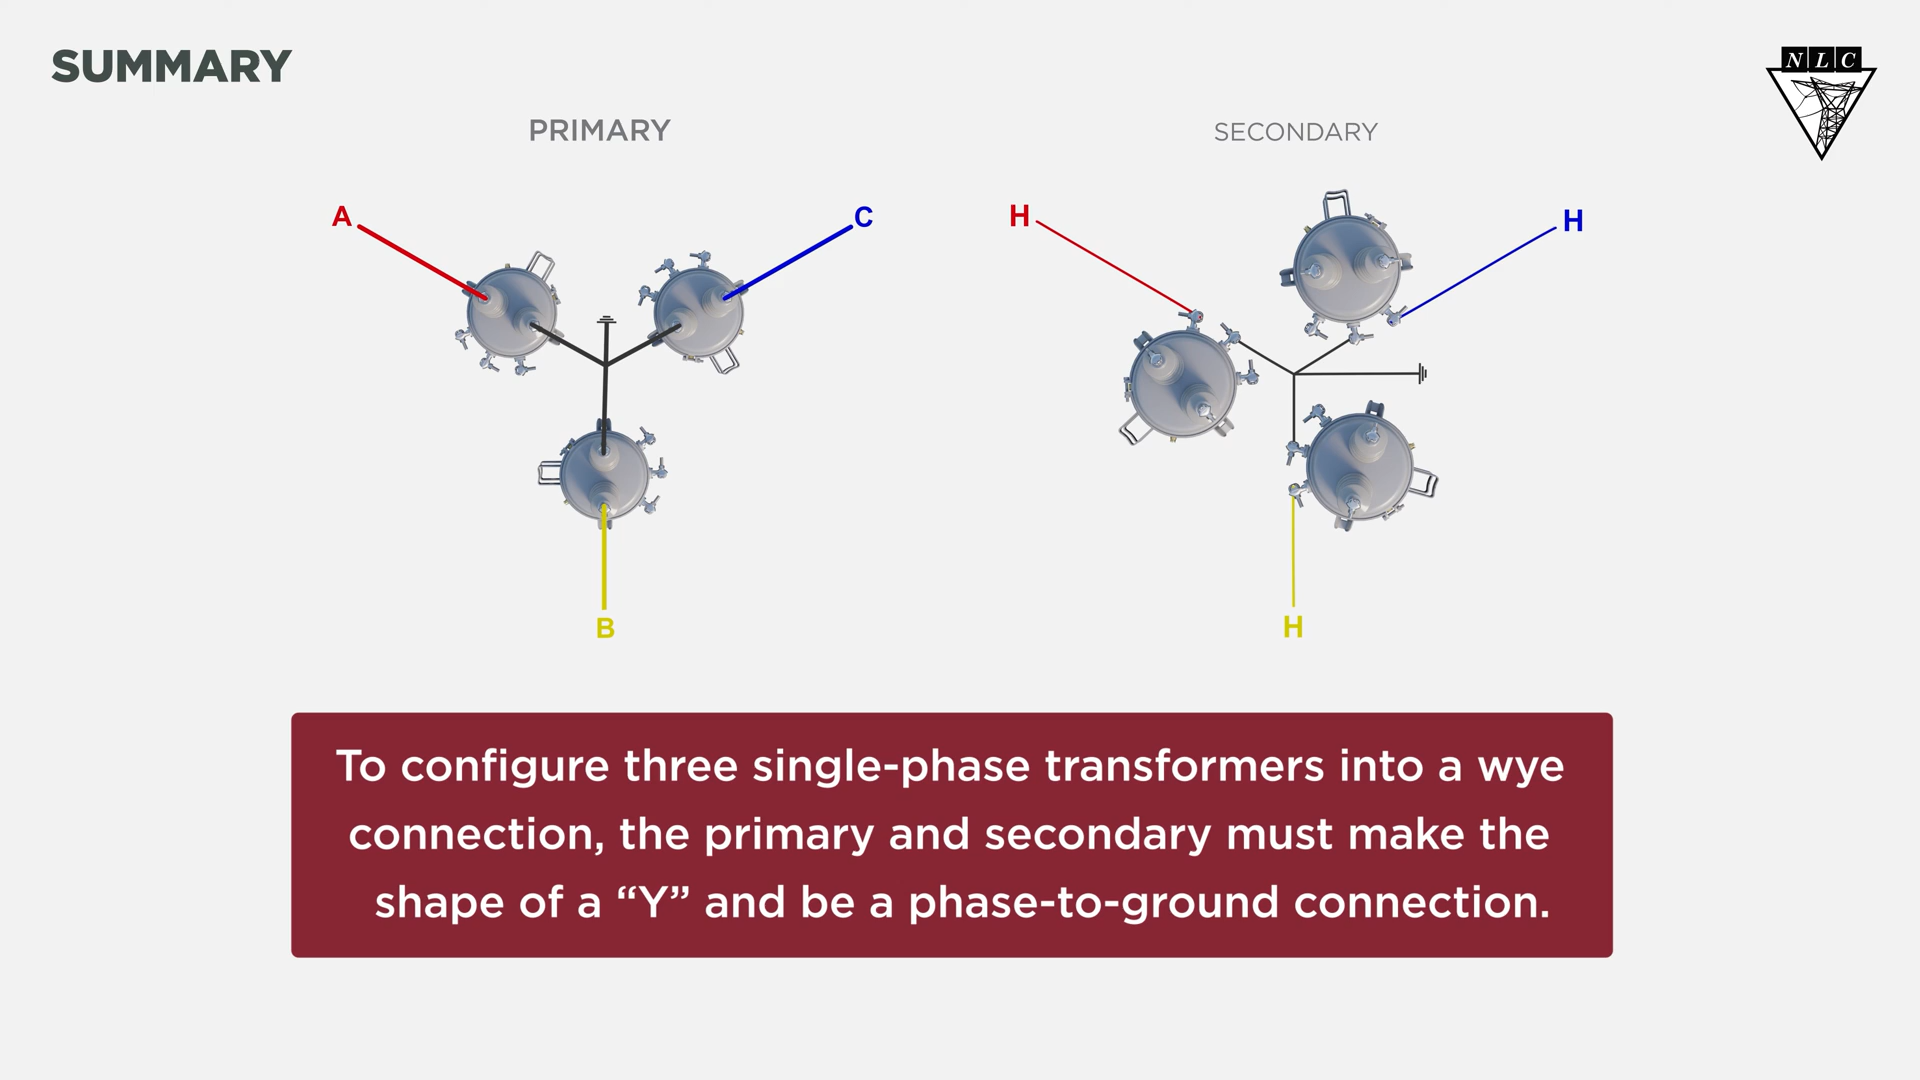 SUMMARY
NLC
PRIMARY
SECONDARY
A
C
H
H
B
H
To configure three single-phase transformers into a wye
connection, the primary and secondary must make the
shape of a “Y” and be a phase-to-ground connection.